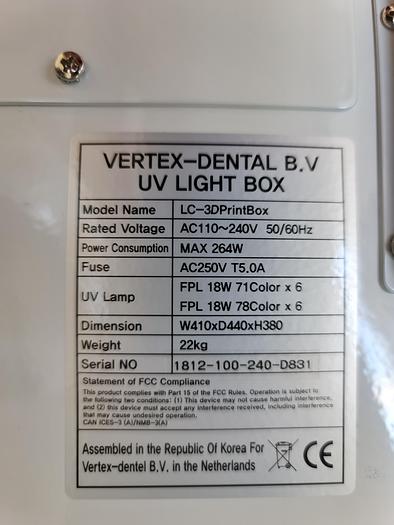 VERTEX-DENTAL B.V
UV LIGHT BOX
Model Name LC-3DPrintBox
Rated Voltage AC110~240V 50/60Hz
Power Consumption MAX 264W
Fuse AC250V T5.0A
UV Lamp FPL 18W 71Color x 6
FPL 18W 78Color x 6
Dimension W410xD440xH380
Weight 22kg
Serial NO 1812-100-240-D831
Statement of FCC Compliance
This product complies with Part 15 of the FCC Rules. Operation is subject to
the following two conditions: (1) This device may not cause harmful interference,
and (2) this device must accept any interference received, including interference
that may cause undesired operation.
CAN ICES-3 (A)/NMB-3(A)
Assembled in the Republic Of Korea For
Vertex-dentel B.V. in the Netherlands
CE